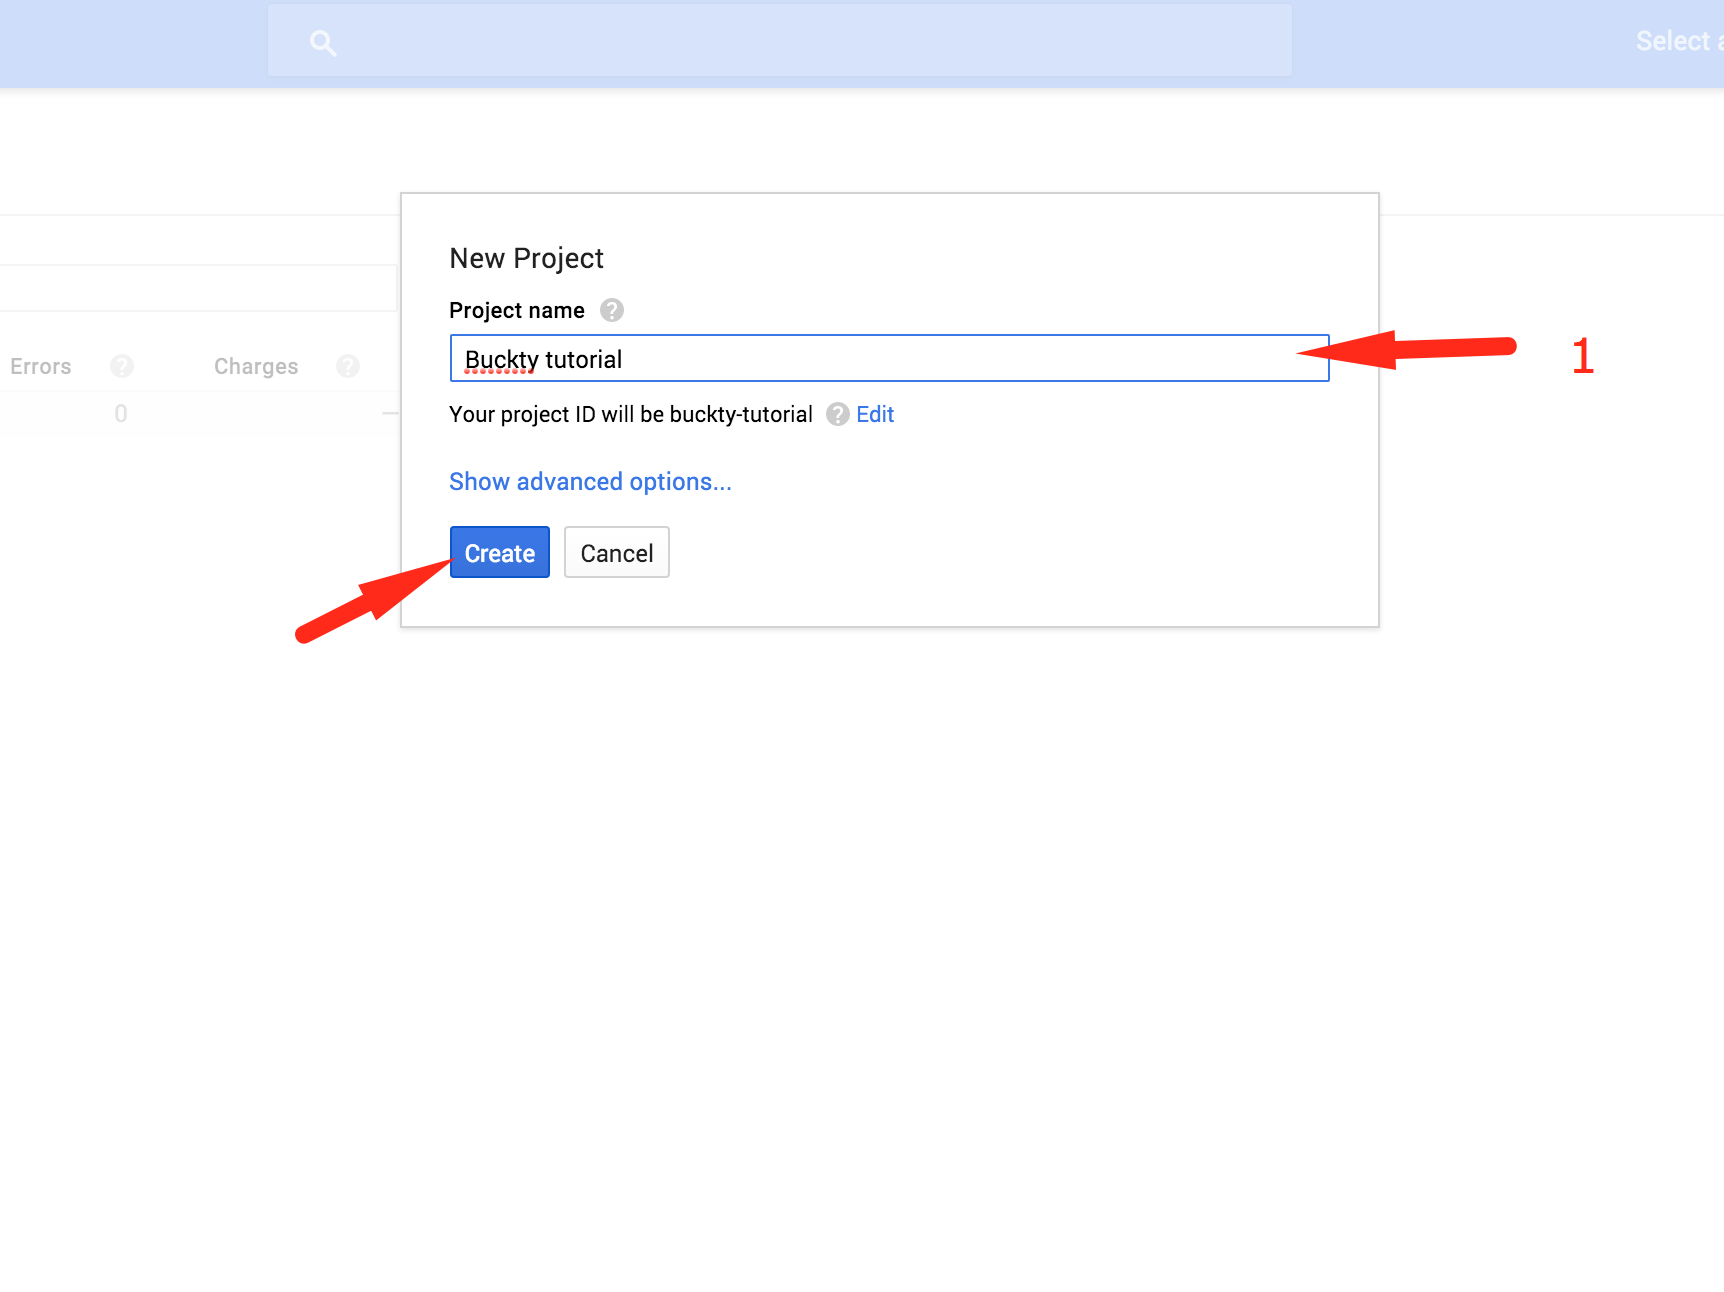 Select a
New Project
Project name ?
Buckty tutorial
1
Errors ? Charges ?
0 —
Your project ID will be buckty-tutorial ? Edit
Show advanced options...
Create Cancel